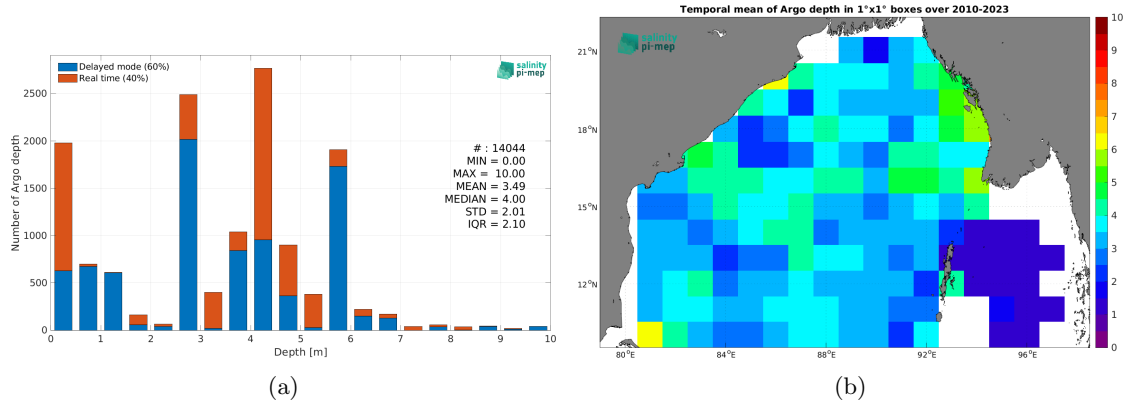 Delayed mode (60%)
Real time (40%)
salinity
pi-mep
# : 14044
MIN = 0.00
MAX = 10.00
MEAN = 3.49
MEDIAN = 4.00
STD = 2.01
IQR = 2.10
Number of Argo depth
2500
2000
1500
1000
500
0
0 1 2 3 4 5 6 7 8 9 10
Depth [m]
(a)
Temporal mean of Argo depth in 1°x1° boxes over 2010-2023
salinity
pi-mep
21°N
18°N
15°N
12°N
80°E 84°E 88°E 92°E 96°E
10
9
8
7
6
5
4
3
2
1
0
(b)